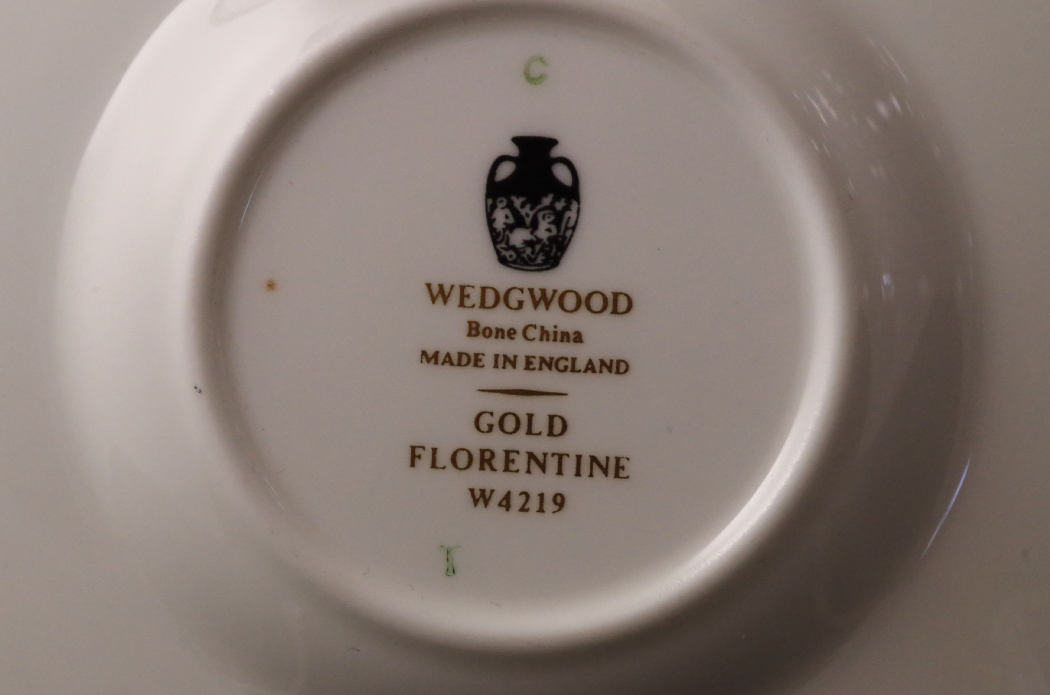 C
WEDGWOOD
Bone China
MADE IN ENGLAND
GOLD
FLORENTINE
W4219
T